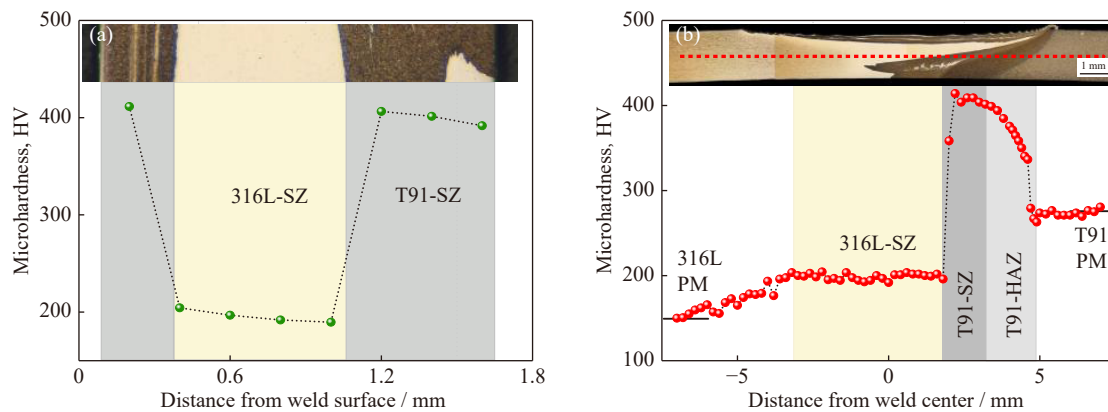 (a)
500
400
300
200
100
Microhardness, HV
316L-SZ
T91-SZ
0
0.6
1.2
1.8
Distance from weld surface / mm
(b)
500
400
300
200
100
Microhardness, HV
1 mm
316L
PM
316L-SZ
T91-SZ
T91-HAZ
T91
PM
−5
0
5
Distance from weld center / mm